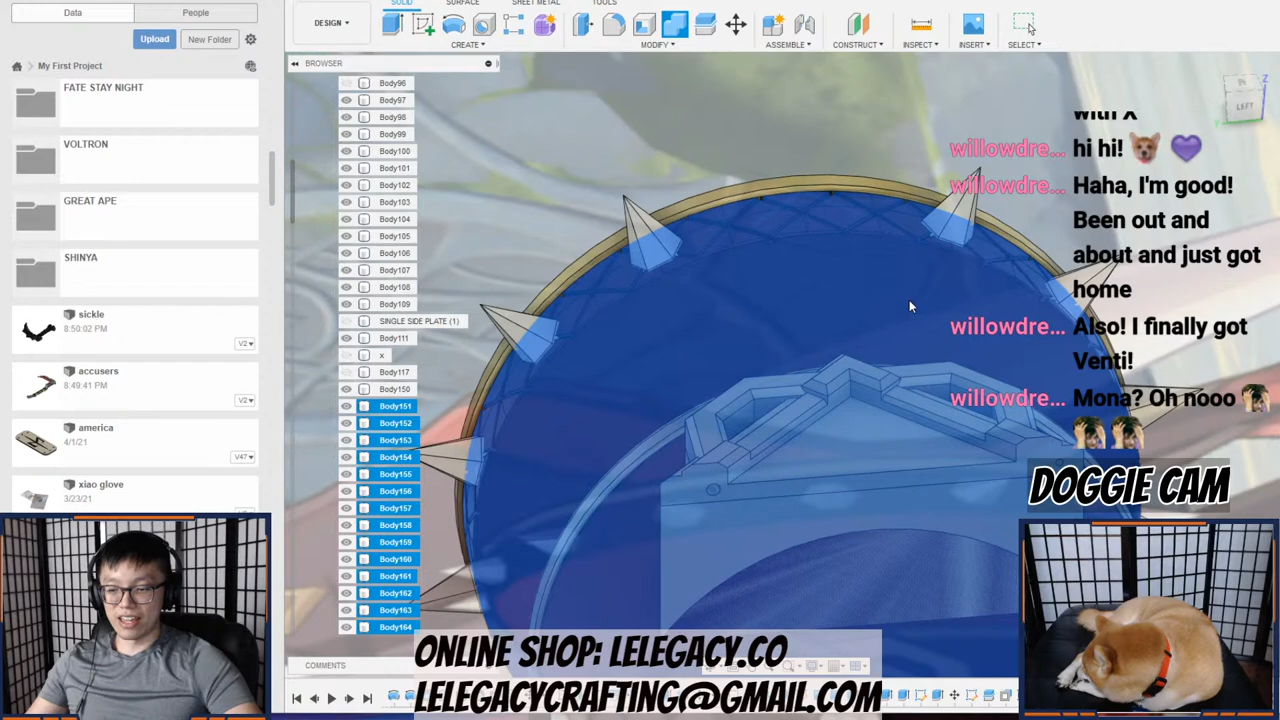 Data
People
Upload
New Folder
My First Project
FATE STAY NIGHT
VOLTRON
GREAT APE
SHINYA
sickle
8:50:02 PM
V2
accusers
8:49:41 PM
V2
america
4/1/21
V47
xiao glove
3/23/21
SOLID
SURFACE
SHEET METAL
TOOLS
DESIGN
CREATE
MODIFY
ASSEMBLE
CONSTRUCT
INSPECT
INSERT
SELECT
BROWSER
Body96
Body97
Body98
Body99
Body100
Body101
Body102
Body103
Body104
Body105
Body106
Body107
Body108
Body109
SINGLE SIDE PLATE (1)
Body111
x
Body117
Body150
Body151
Body152
Body153
Body154
Body155
Body156
Body157
Body158
Body159
Body160
Body161
Body162
Body163
Body164
COMMENTS
LEFT
Z
with X
willowdre... hi hi!
willowdre... Haha, I'm good!
Been out and
about and just got
home
willowdre... Also! I finally got
Venti!
willowdre... Mona? Oh nooo
DOGGIE CAM
ONLINE SHOP: LELEGACY.CO
LELEGACYCRAFTING@GMAIL.COM